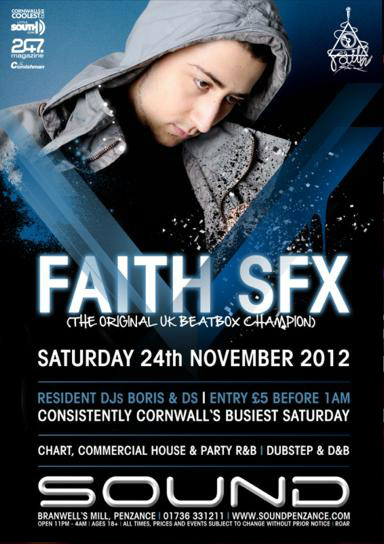 CORNWALL'S
COOLEST
SOUTH
247
magazine
Cornishman
Faith
FAITH SFX
(THE ORIGINAL UK BEATBOX CHAMPION)
SATURDAY 24th NOVEMBER 2012
RESIDENT DJs BORIS & DS | ENTRY £5 BEFORE 1AM
CONSISTENTLY CORNWALL'S BUSIEST SATURDAY
CHART, COMMERCIAL HOUSE & PARTY R&B | DUBSTEP & D&B
SOUND
BRANWELL'S MILL, PENZANCE | 01736 331211 | WWW.SOUNDPENZANCE.COM
OPEN 11PM - 4AM | AGES 18+ | ALL TIMES, PRICES AND EVENTS SUBJECT TO CHANGE WITHOUT PRIOR NOTICE | ROAR